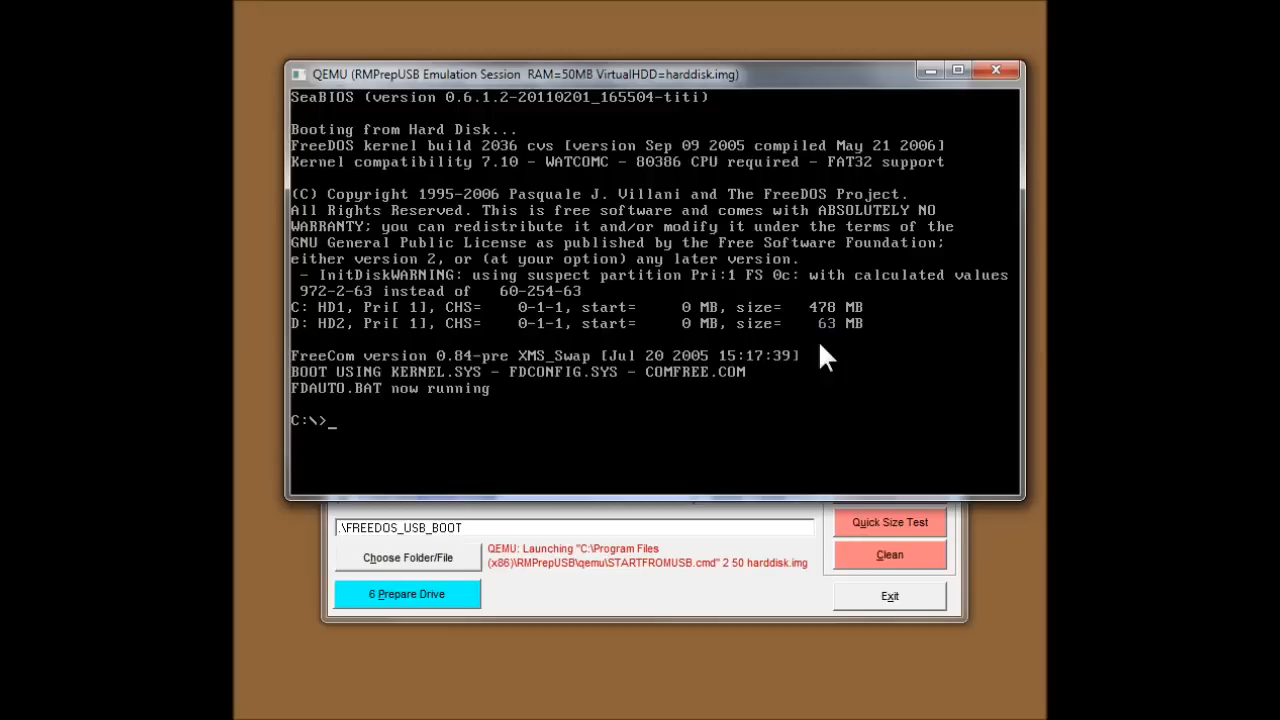 QEMU (RMPrepUSB Emulation Session RAM=50MB VirtualHDD=harddisk.img)
SeaBIOS (version 0.6.1.2-20110201_165504-titi)
Booting from Hard Disk...
FreeDOS kernel build 2036 cvs [version Sep 09 2005 compiled May 21 2006]
Kernel compatibility 7.10 - WATCOMC - 80386 CPU required - FAT32 support
(C) Copyright 1995-2006 Pasquale J. Villani and The FreeDOS Project.
All Rights Reserved. This is free software and comes with ABSOLUTELY NO
WARRANTY; you can redistribute it and/or modify it under the terms of the
GNU General Public License as published by the Free Software Foundation;
either version 2, or (at your option) any later version.
- InitDiskWARNING: using suspect partition Pri:1 FS 0c: with calculated values
972-2-63 instead of 60-254-63
C: HD1, Pri[ 1], CHS= 0-1-1, start= 0 MB, size= 478 MB
D: HD2, Pri[ 1], CHS= 0-1-1, start= 0 MB, size= 63 MB
FreeCom version 0.84-pre XMS_Swap [Jul 20 2005 15:17:39]
BOOT USING KERNEL.SYS - FDCONFIG.SYS - COMFREE.COM
FDAUTO.BAT now running
C:\>_
.\FREEDOS_USB_BOOT
Quick Size Test
Choose Folder/File
QEMU: Launching "C:\Program Files
(x86)\RMPrepUSB\qemu\STARTFROMUSB.cmd" 2 50 harddisk.img
Clean
6 Prepare Drive
Exit